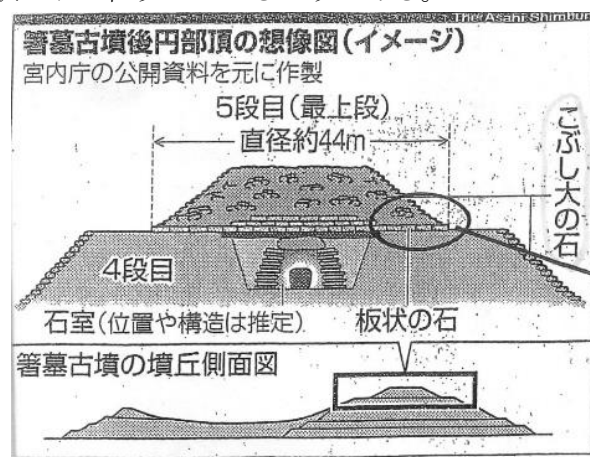 The Asahi Shimbun
箸墓古墳後円部頂の想像図(イメージ)
宮内庁の公開資料を元に作製
5段目(最上段)
直径約44m
こぶし大の石
4段目
石室(位置や構造は推定)
板状の石
箸墓古墳の墳丘側面図